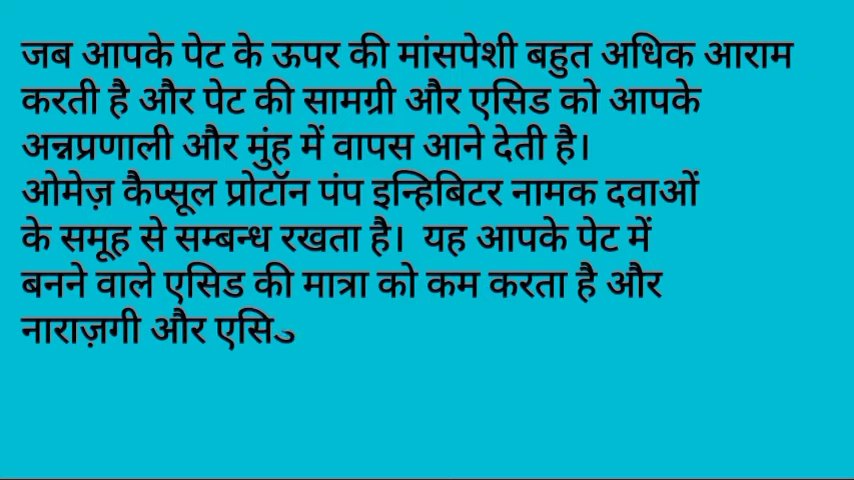 जब आपके पेट के ऊपर की मांसपेशी बहुत अधिक आराम
करती है और पेट की सामग्री और एसिड को आपके
अन्नप्रणाली और मुंह में वापस आने देती है।
ओमेज़ कैप्सूल प्रोटॉन पंप इन्हिबिटर नामक दवाओं
के समूह से सम्बन्ध रखता है। यह आपके पेट में
बनने वाले एसिड की मात्रा को कम करता है और
नाराज़गी और